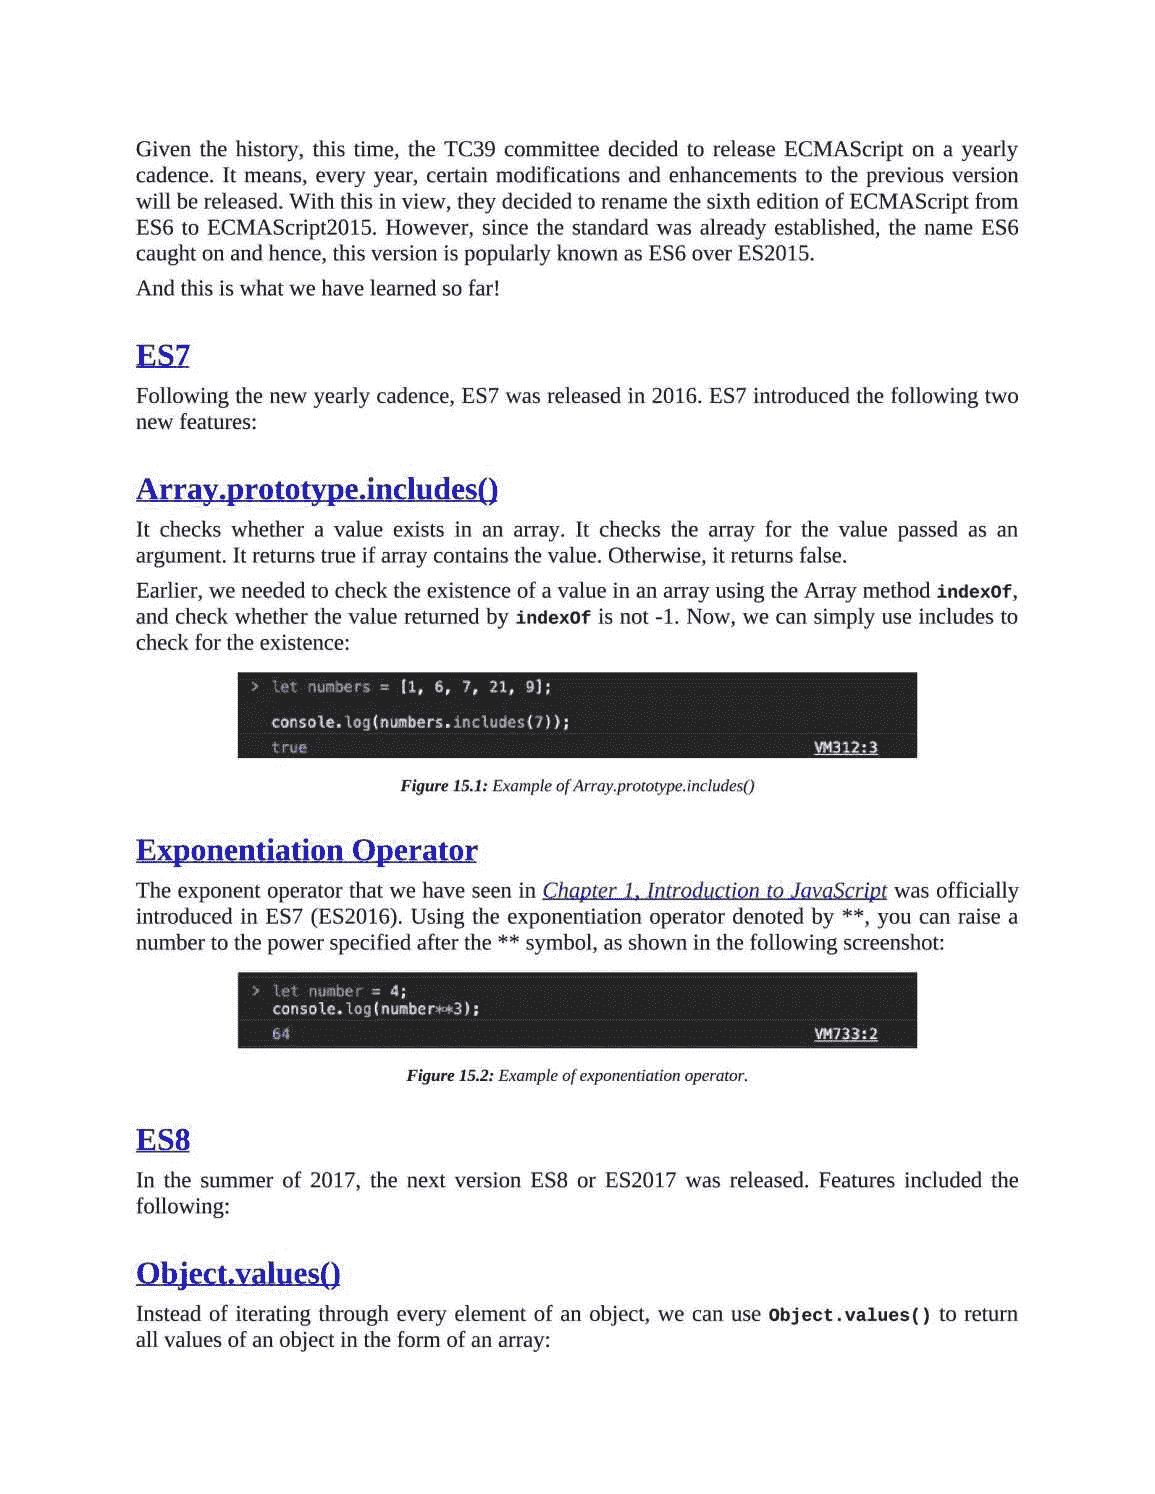 Given the history, this time, the TC39 committee decided to release ECMAScript on a yearly
cadence. It means, every year, certain modifications and enhancements to the previous version
will be released. With this in view, they decided to rename the sixth edition of ECMAScript from
ES6 to ECMAScript2015. However, since the standard was already established, the name ES6
caught on and hence, this version is popularly known as ES6 over ES2015.
And this is what we have learned so far!
ES7
Following the new yearly cadence, ES7 was released in 2016. ES7 introduced the following two
new features:
Array.prototype.includes()
It checks whether a value exists in an array. It checks the array for the value passed as an
argument. It returns true if array contains the value. Otherwise, it returns false.
Earlier, we needed to check the existence of a value in an array using the Array method indexOf,
and check whether the value returned by indexOf is not -1. Now, we can simply use includes to
check for the existence:
> let numbers = [1, 6, 7, 21, 9];
console.log(numbers.includes(7));
true VM312:3
Figure 15.1: Example of Array.prototype.includes()
Exponentiation Operator
The exponent operator that we have seen in Chapter 1, Introduction to JavaScript was officially
introduced in ES7 (ES2016). Using the exponentiation operator denoted by **, you can raise a
number to the power specified after the ** symbol, as shown in the following screenshot:
> let number = 4;
console.log(number**3);
64 VM733:2
Figure 15.2: Example of exponentiation operator.
ES8
In the summer of 2017, the next version ES8 or ES2017 was released. Features included the
following:
Object.values()
Instead of iterating through every element of an object, we can use Object.values() to return
all values of an object in the form of an array: